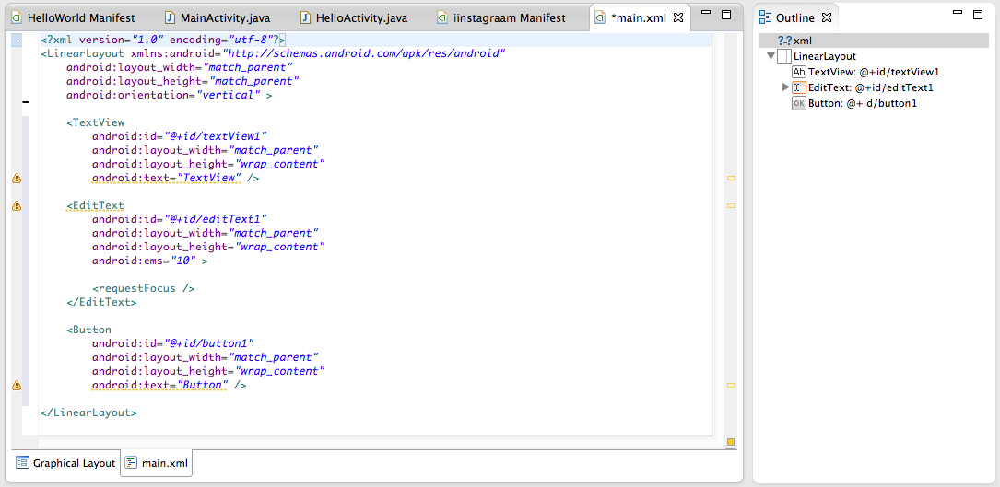 HelloWorld Manifest
MainActivity.java
HelloActivity.java
iinstagraam Manifest
*main.xml
<?xml version="1.0" encoding="utf-8"?>
<LinearLayout xmlns:android="http://schemas.android.com/apk/res/android"
android:layout_width="match_parent"
android:layout_height="match_parent"
android:orientation="vertical" >
<TextView
android:id="@+id/textView1"
android:layout_width="match_parent"
android:layout_height="wrap_content"
android:text="TextView" />
<EditText
android:id="@+id/editText1"
android:layout_width="match_parent"
android:layout_height="wrap_content"
android:ems="10" >
<requestFocus />
</EditText>
<Button
android:id="@+id/button1"
android:layout_width="match_parent"
android:layout_height="wrap_content"
android:text="Button" />
</LinearLayout>
Graphical Layout
main.xml
Outline
?=? xml
LinearLayout
Ab TextView: @+id/textView1
EditText: @+id/editText1
OK Button: @+id/button1